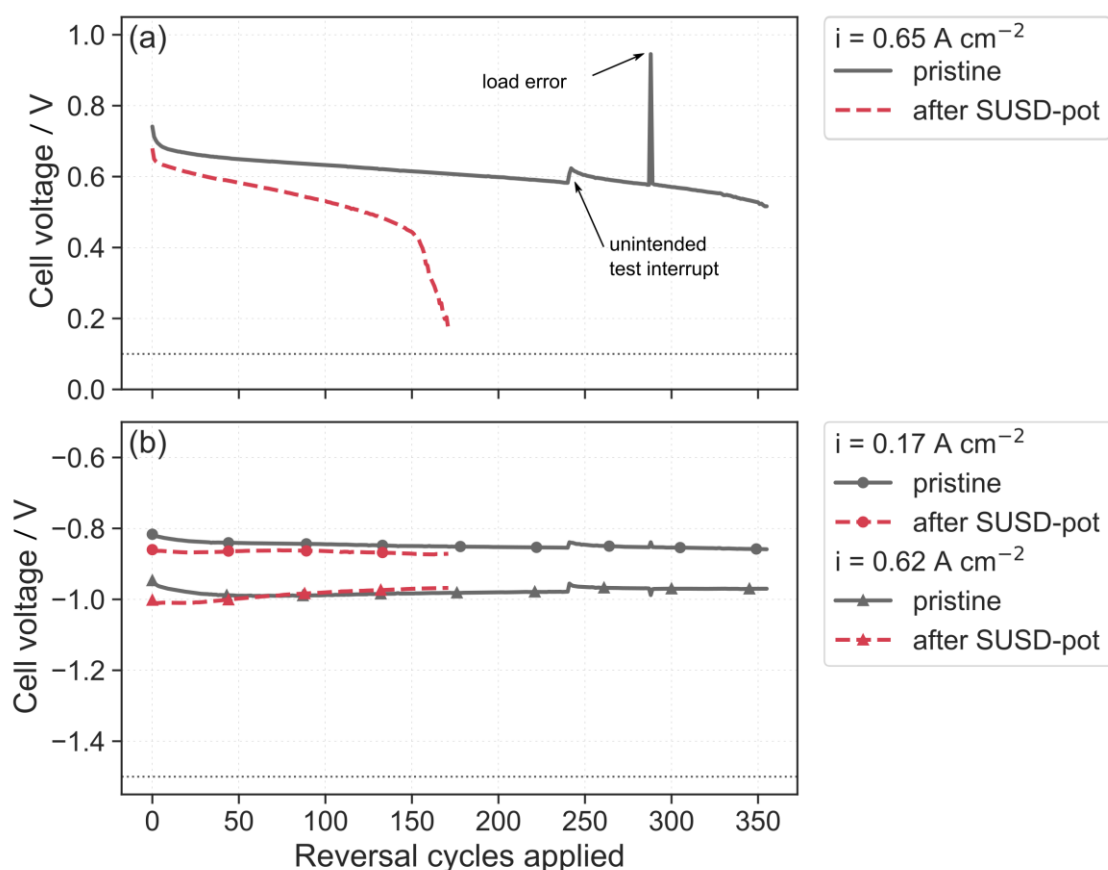 (a)
Cell voltage / V
1.0
0.8
0.6
0.4
0.2
0.0
load error
unintended
test interrupt
i = 0.65 A cm⁻²
pristine
after SUSD-pot
(b)
Cell voltage / V
−0.6
−0.8
−1.0
−1.2
−1.4
0 50 100 150 200 250 300 350
Reversal cycles applied
i = 0.17 A cm⁻²
pristine
after SUSD-pot
i = 0.62 A cm⁻²
pristine
after SUSD-pot